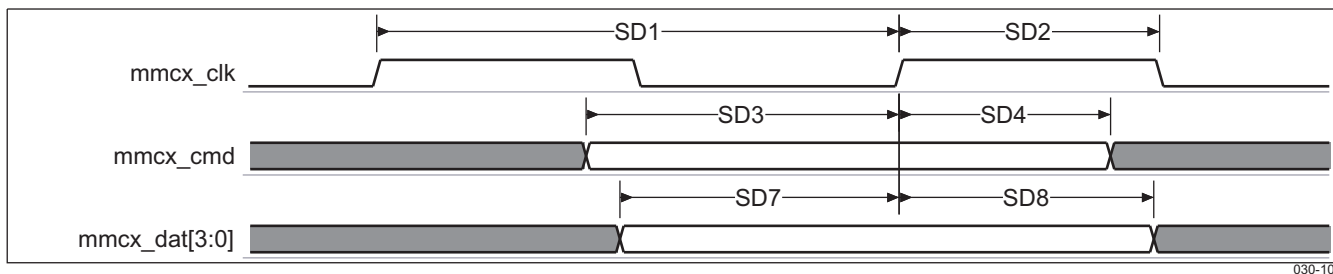 SD1 SD2
mmcx_clk
SD3 SD4
mmcx_cmd
SD7 SD8
mmcx_dat[3:0]
030-10